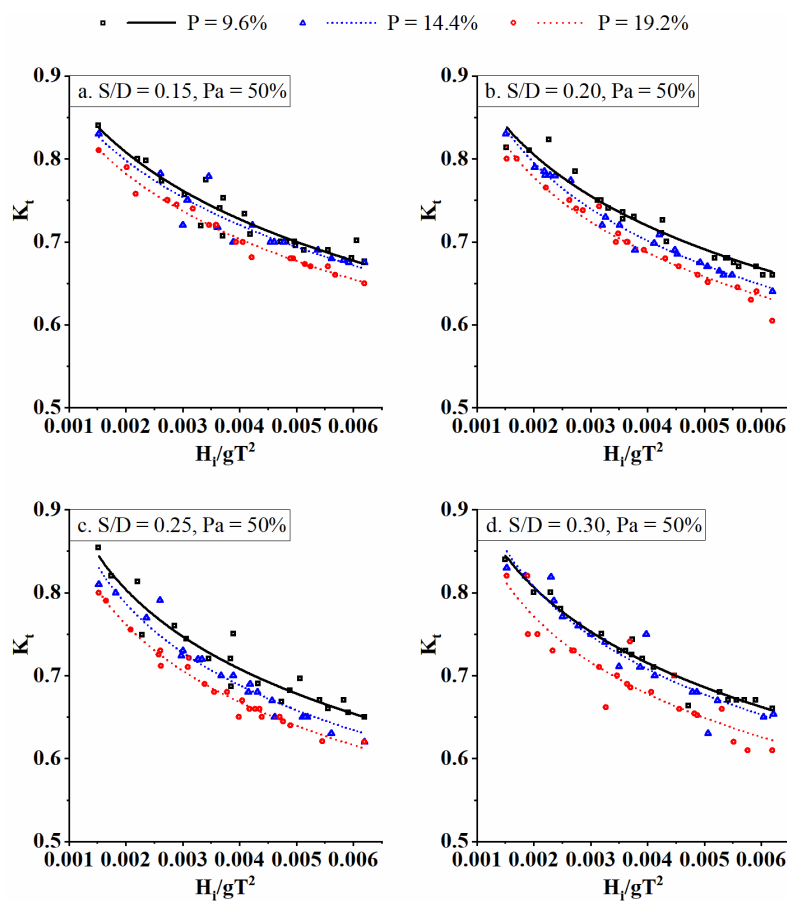 P = 9.6% P = 14.4% P = 19.2%
a. S/D = 0.15, Pa = 50%
0.9
0.8
0.7
0.6
0.5
Kt
0.001 0.002 0.003 0.004 0.005 0.006
Hi/gT²
b. S/D = 0.20, Pa = 50%
0.9
0.8
0.7
0.6
0.5
Kt
0.001 0.002 0.003 0.004 0.005 0.006
Hi/gT²
c. S/D = 0.25, Pa = 50%
0.9
0.8
0.7
0.6
0.5
Kt
0.001 0.002 0.003 0.004 0.005 0.006
Hi/gT²
d. S/D = 0.30, Pa = 50%
0.9
0.8
0.7
0.6
0.5
Kt
0.001 0.002 0.003 0.004 0.005 0.006
Hi/gT²